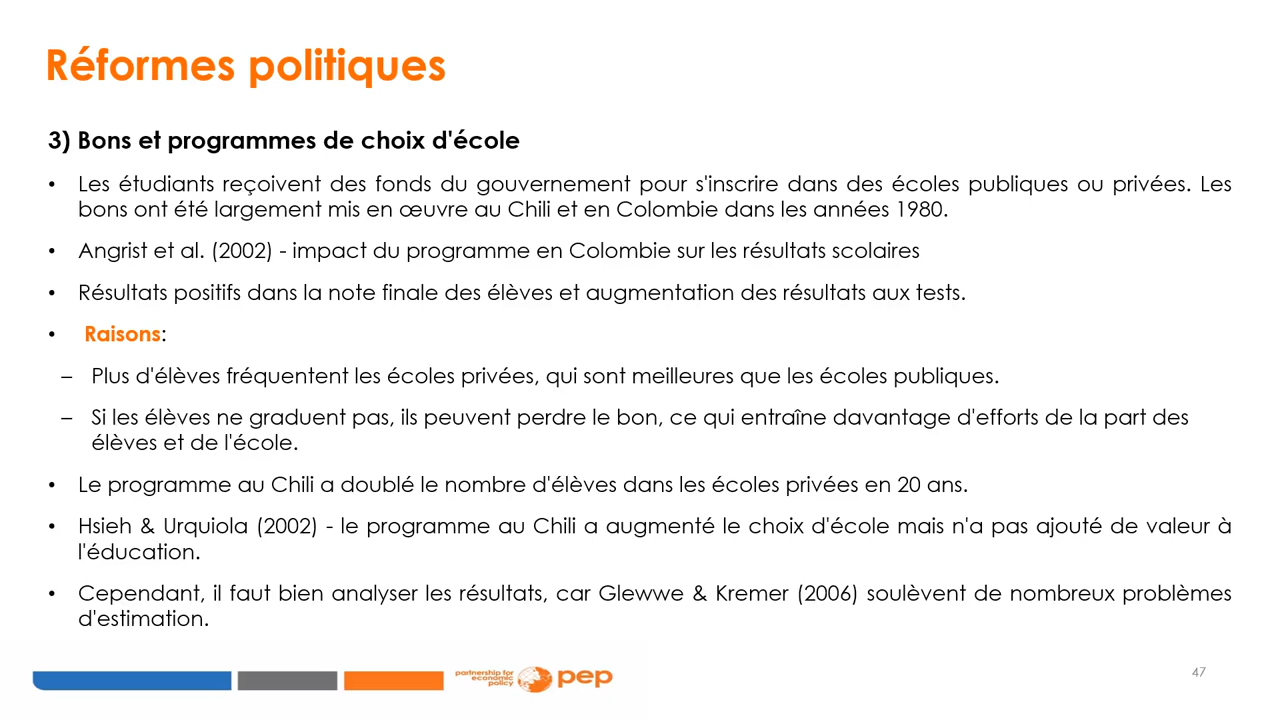 Réformes politiques
3) Bons et programmes de choix d'école
• Les étudiants reçoivent des fonds du gouvernement pour s'inscrire dans des écoles publiques ou privées. Les
bons ont été largement mis en œuvre au Chili et en Colombie dans les années 1980.
• Angrist et al. (2002) - impact du programme en Colombie sur les résultats scolaires
• Résultats positifs dans la note finale des élèves et augmentation des résultats aux tests.
• Raisons:
– Plus d'élèves fréquentent les écoles privées, qui sont meilleures que les écoles publiques.
– Si les élèves ne graduent pas, ils peuvent perdre le bon, ce qui entraîne davantage d'efforts de la part des
élèves et de l'école.
• Le programme au Chili a doublé le nombre d'élèves dans les écoles privées en 20 ans.
• Hsieh & Urquiola (2002) - le programme au Chili a augmenté le choix d'école mais n'a pas ajouté de valeur à
l'éducation.
• Cependant, il faut bien analyser les résultats, car Glewwe & Kremer (2006) soulèvent de nombreux problèmes
d'estimation.
partnership for
economic
policy
pep
47